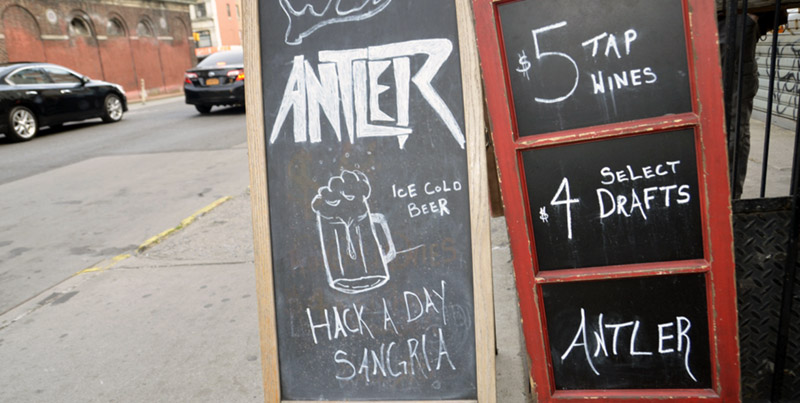 ANTLER
ICE COLD
BEER
HACK A DAY
SANGRIA
$5 TAP
WINES
$4 SELECT
DRAFTS
ANTLER